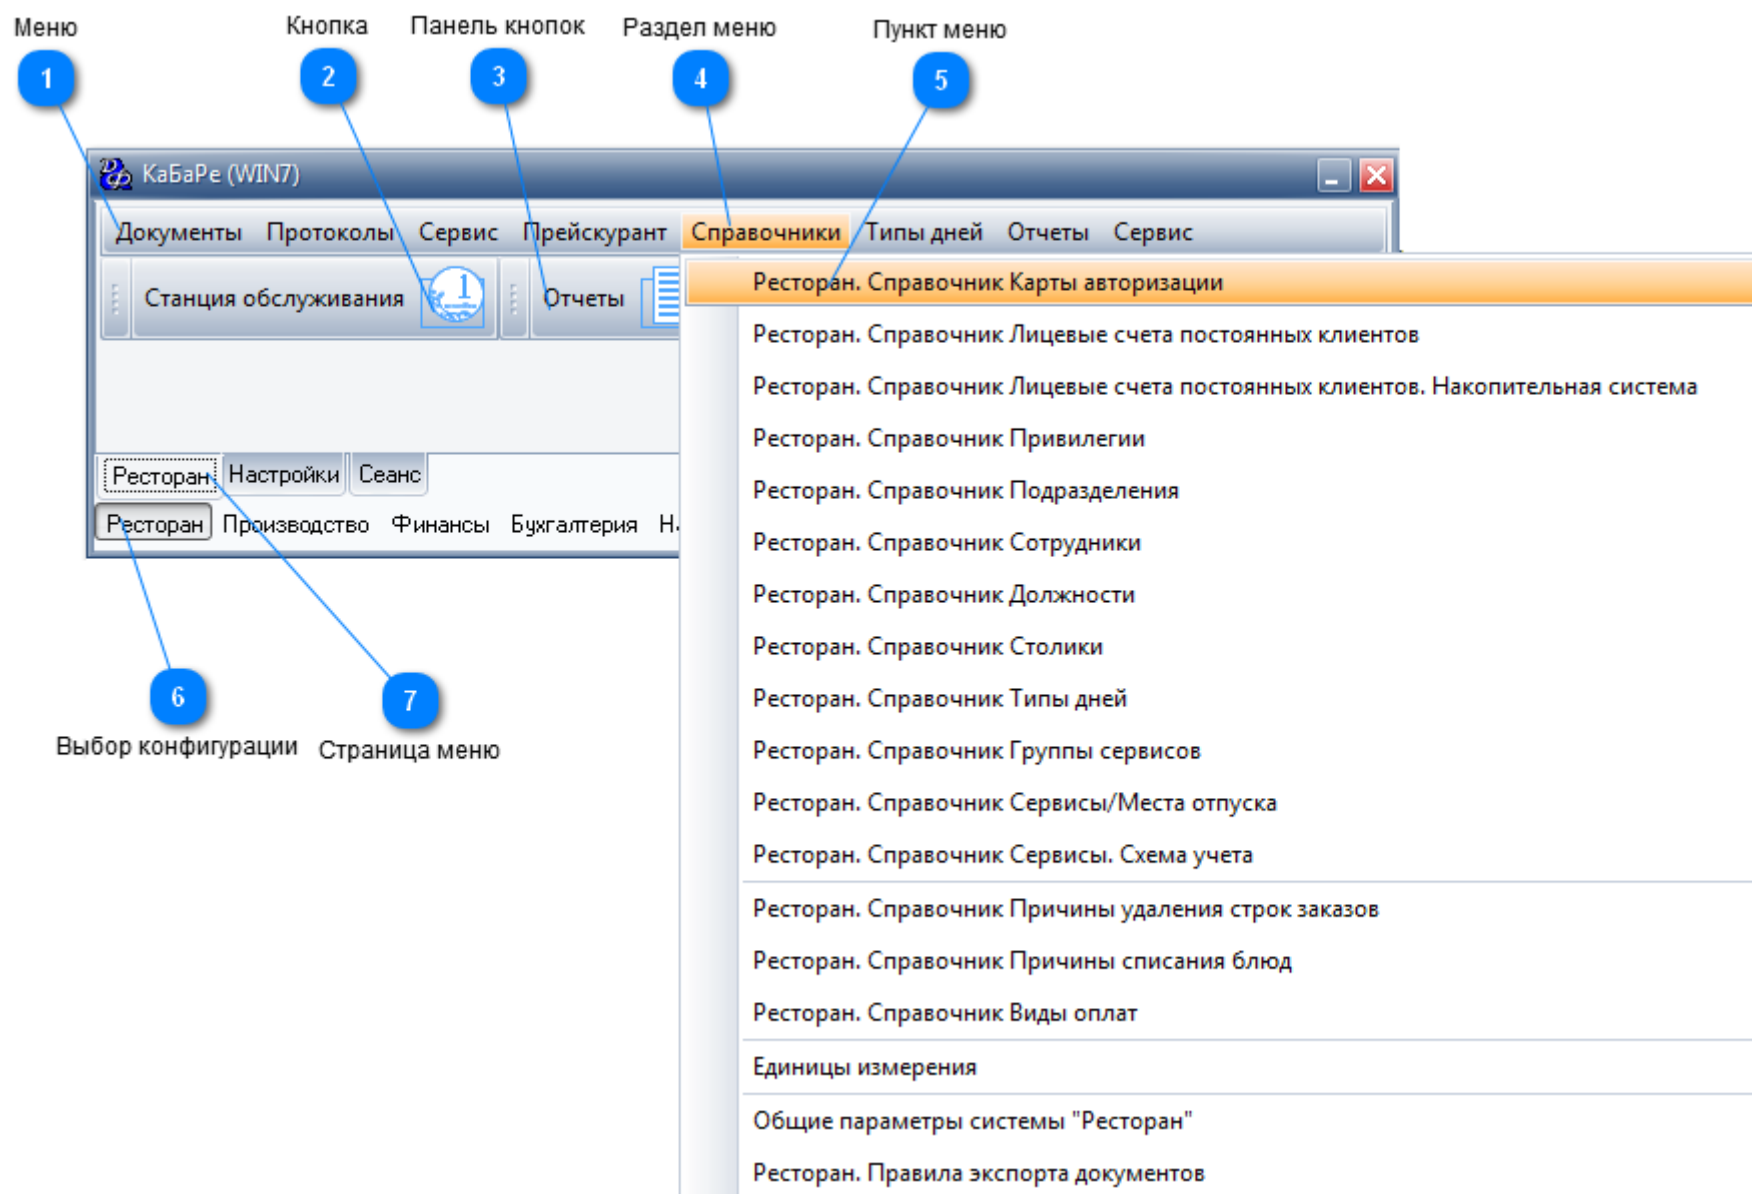 Меню
Кнопка
Панель кнопок
Раздел меню
Пункт меню
1
2
3
4
5
КаБаРе (WIN7)
Документы Протоколы Сервис Прейскурант Справочники Типы дней Отчеты Сервис
Станция обслуживания
1
Отчеты
Ресторан. Справочник Карты авторизации
Ресторан. Справочник Лицевые счета постоянных клиентов
Ресторан. Справочник Лицевые счета постоянных клиентов. Накопительная система
Ресторан. Справочник Привилегии
Ресторан. Справочник Подразделения
Ресторан. Справочник Сотрудники
Ресторан. Справочник Должности
Ресторан. Справочник Столики
Ресторан. Справочник Типы дней
Ресторан. Справочник Группы сервисов
Ресторан. Справочник Сервисы/Места отпуска
Ресторан. Справочник Сервисы. Схема учета
Ресторан. Справочник Причины удаления строк заказов
Ресторан. Справочник Причины списания блюд
Ресторан. Справочник Виды оплат
Единицы измерения
Общие параметры системы "Ресторан"
Ресторан. Правила экспорта документов
Ресторан Настройки Сеанс
Ресторан Производство Финансы Бухгалтерия
6
7
Выбор конфигурации
Страница меню